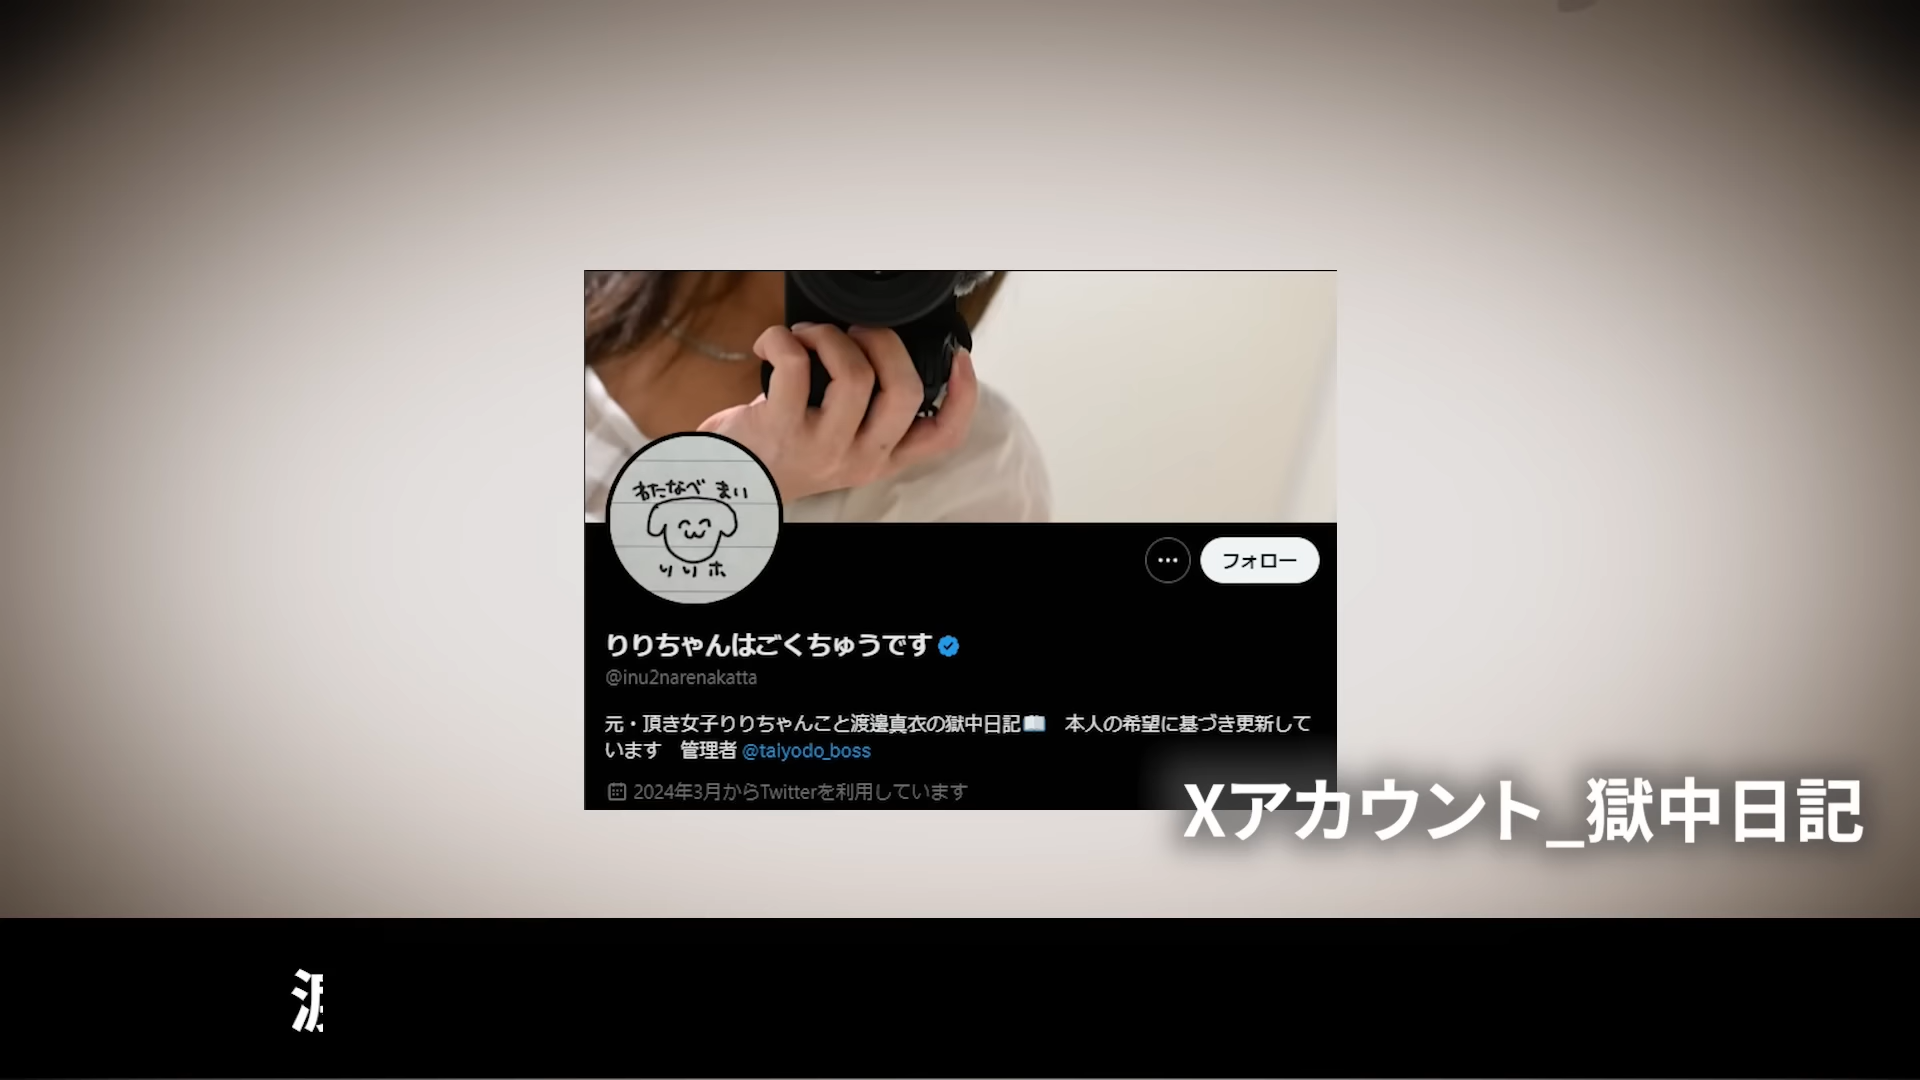 わたなべ まい
りりホ
フォロー
りりちゃんはごくちゅうです
@inu2narenakatta
元・頂き女子りりちゃんこと渡邊真衣の獄中日記 本人の希望に基づき更新して
います 管理者 @taiyodo_boss
2024年3月からTwitterを利用しています
Xアカウント_獄中日記